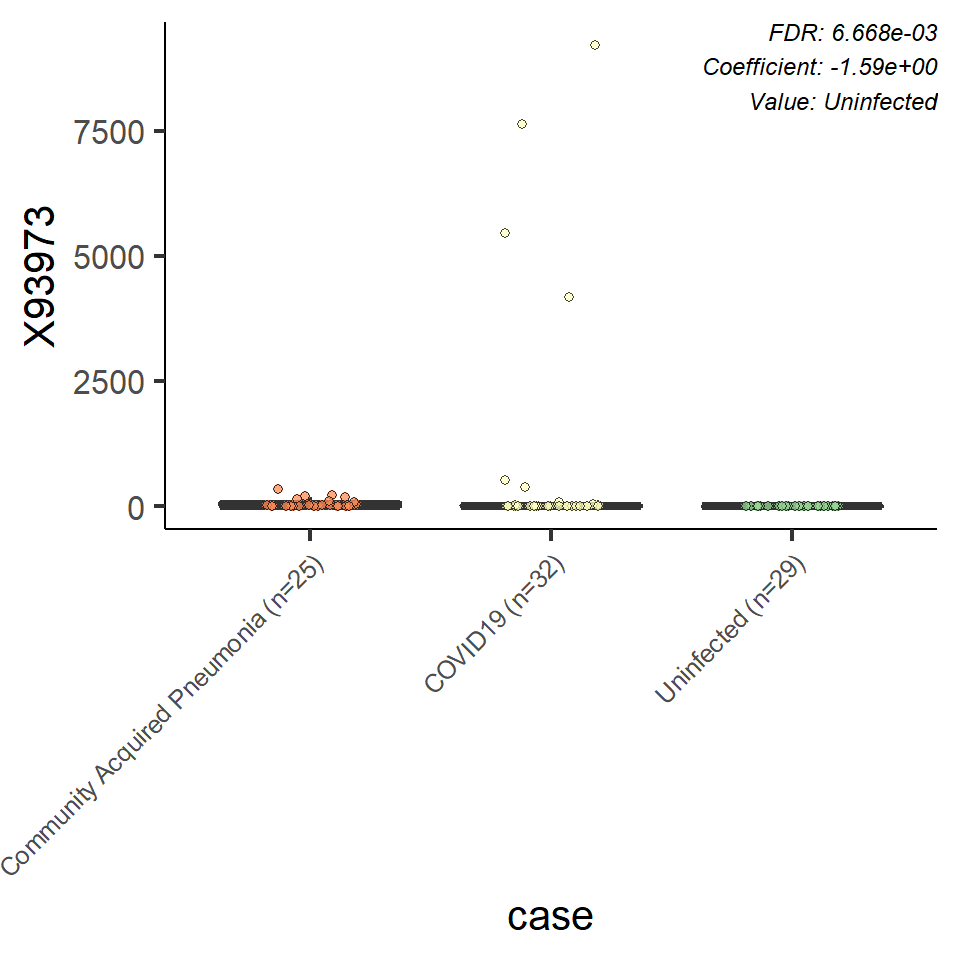 FDR: 6.668e-03
Coefficient: -1.59e+00
Value: Uninfected
X93973
7500
5000
2500
0
Community Acquired Pneumonia (n=25)
COVID19 (n=32)
Uninfected (n=29)
case